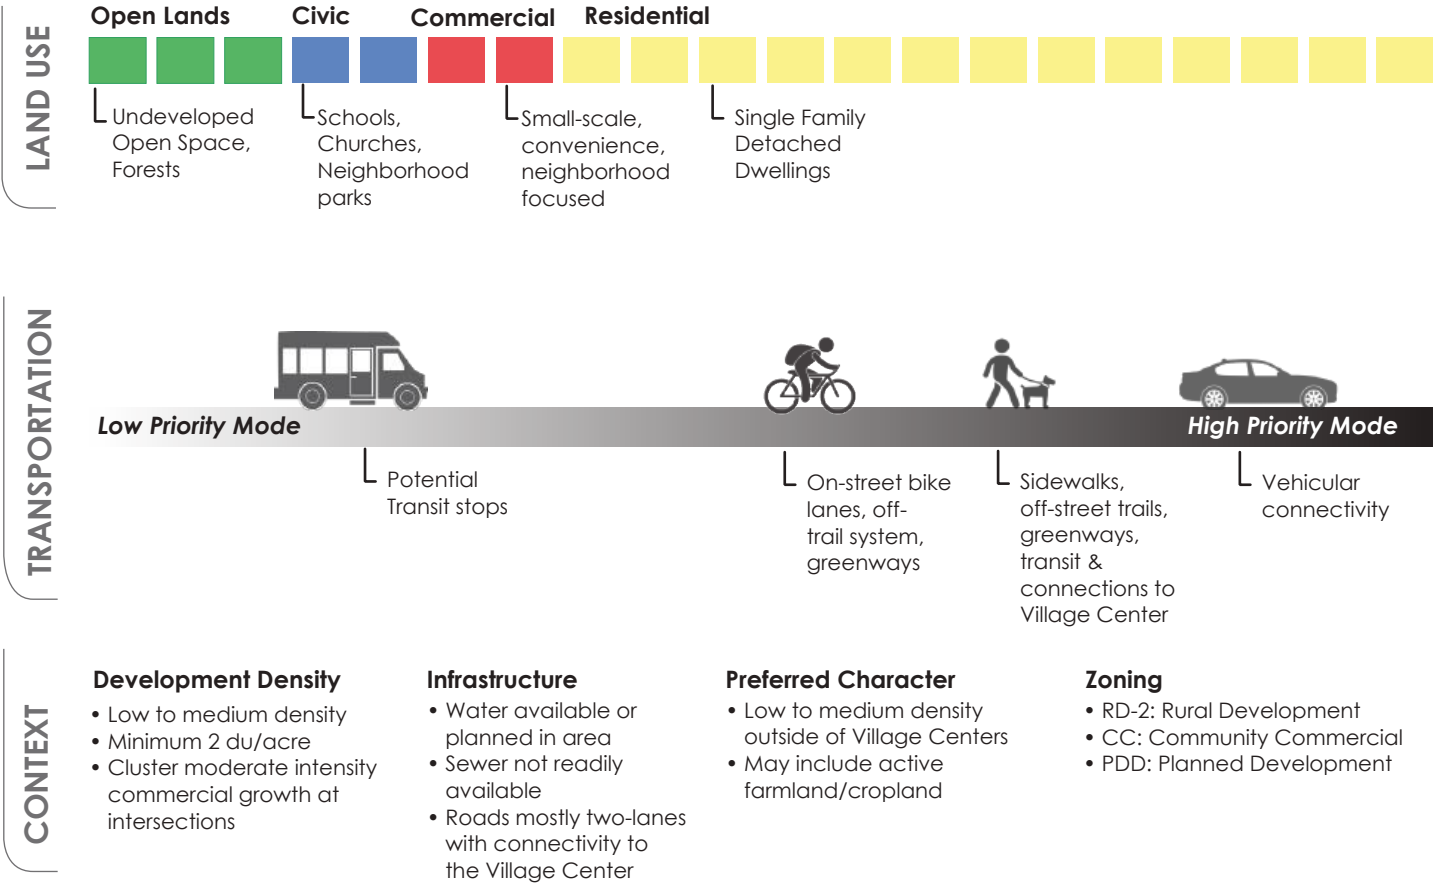 LAND USE
Open Lands
Civic
Commercial
Residential
Undeveloped
Open Space,
Forests
Schools,
Churches,
Neighborhood
parks
Small-scale,
convenience,
neighborhood
focused
Single Family
Detached
Dwellings
TRANSPORTATION
Low Priority Mode
High Priority Mode
Potential
Transit stops
On-street bike
lanes, off-
trail system,
greenways
Sidewalks,
off-street trails,
greenways,
transit &
connections to
Village Center
Vehicular
connectivity
CONTEXT
Development Density
• Low to medium density
• Minimum 2 du/acre
• Cluster moderate intensity
commercial growth at
intersections
Infrastructure
• Water available or
planned in area
• Sewer not readily
available
• Roads mostly two-lanes
with connectivity to
the Village Center
Preferred Character
• Low to medium density
outside of Village Centers
• May include active
farmland/cropland
Zoning
• RD-2: Rural Development
• CC: Community Commercial
• PDD: Planned Development